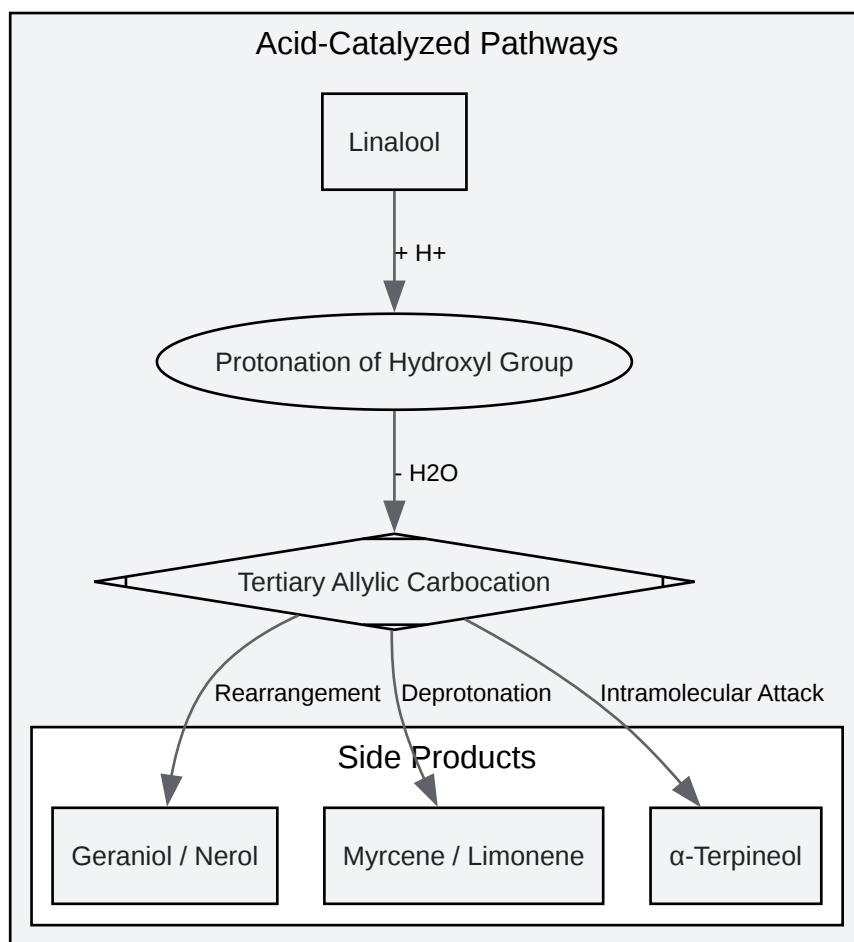 Acid-Catalyzed Pathways
Linalool
+ H+
Protonation of Hydroxyl Group
- H2O
Tertiary Allylic Carbocation
Rearrangement
Deprotonation
Intramolecular Attack
Side Products
Geraniol / Nerol
Myrcene / Limonene
α-Terpineol